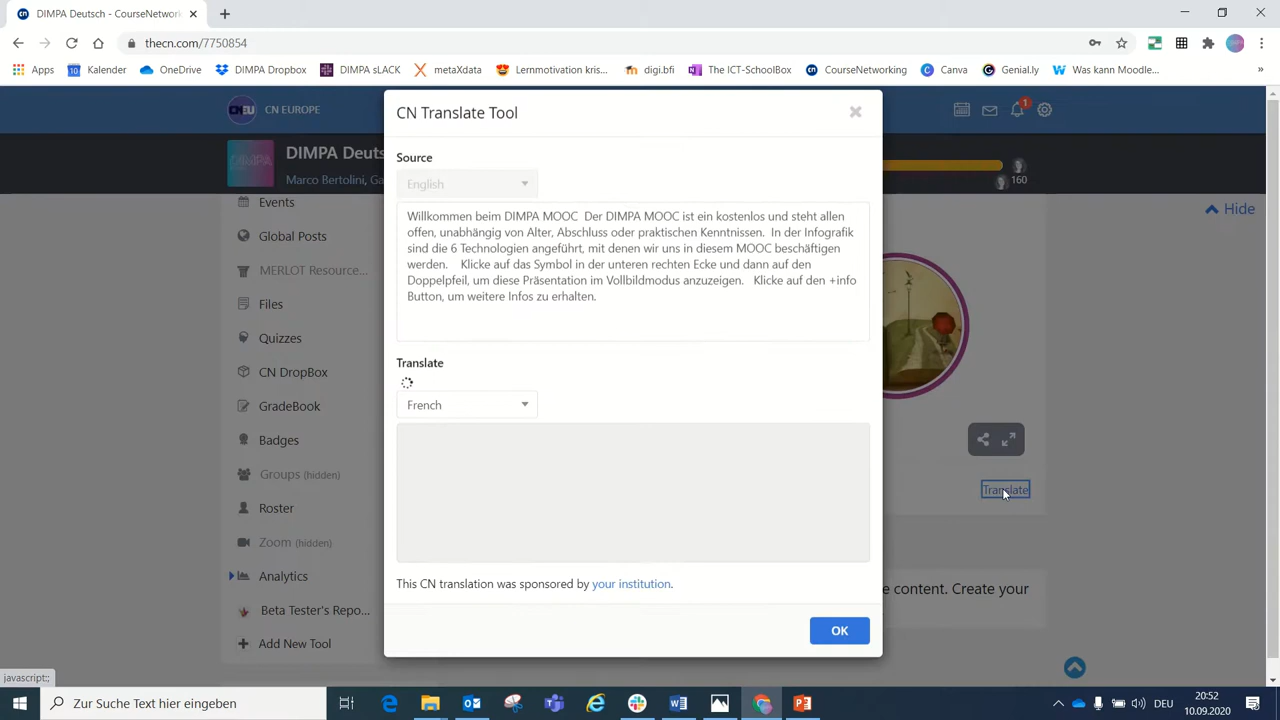 DIMPA Deutsch - CourseNetwork
thecn.com/7750854
Apps
Kalender
OneDrive
DIMPA Dropbox
DIMPA sLACK
metaXdata
Lernmotivation kris...
digi.bfi
The ICT-SchoolBox
CourseNetworking
Canva
Genial.ly
Was kann Moodle...
»
CN EUROPE
1
DIMPA Deuts
Marco Bertolini, Ga
160
Hide
Events
Global Posts
MERLOT Resource...
Files
Quizzes
CN DropBox
GradeBook
Badges
Groups (hidden)
Roster
Zoom (hidden)
Analytics
Beta Tester's Repo...
Add New Tool
CN Translate Tool
Source
English
Willkommen beim DIMPA MOOC Der DIMPA MOOC ist ein kostenlos und steht allen
offen, unabhängig von Alter, Abschluss oder praktischen Kenntnissen. In der Infografik
sind die 6 Technologien angeführt, mit denen wir uns in diesem MOOC beschäftigen
werden. Klicke auf das Symbol in der unteren rechten Ecke und dann auf den
Doppelpfeil, um diese Präsentation im Vollbildmodus anzuzeigen. Klicke auf den +info
Button, um weitere Infos zu erhalten.
Translate
French
This CN translation was sponsored by your institution.
OK
Translate
e content. Create your
javascript:;
Zur Suche Text hier eingeben
DEU
20:52
10.09.2020